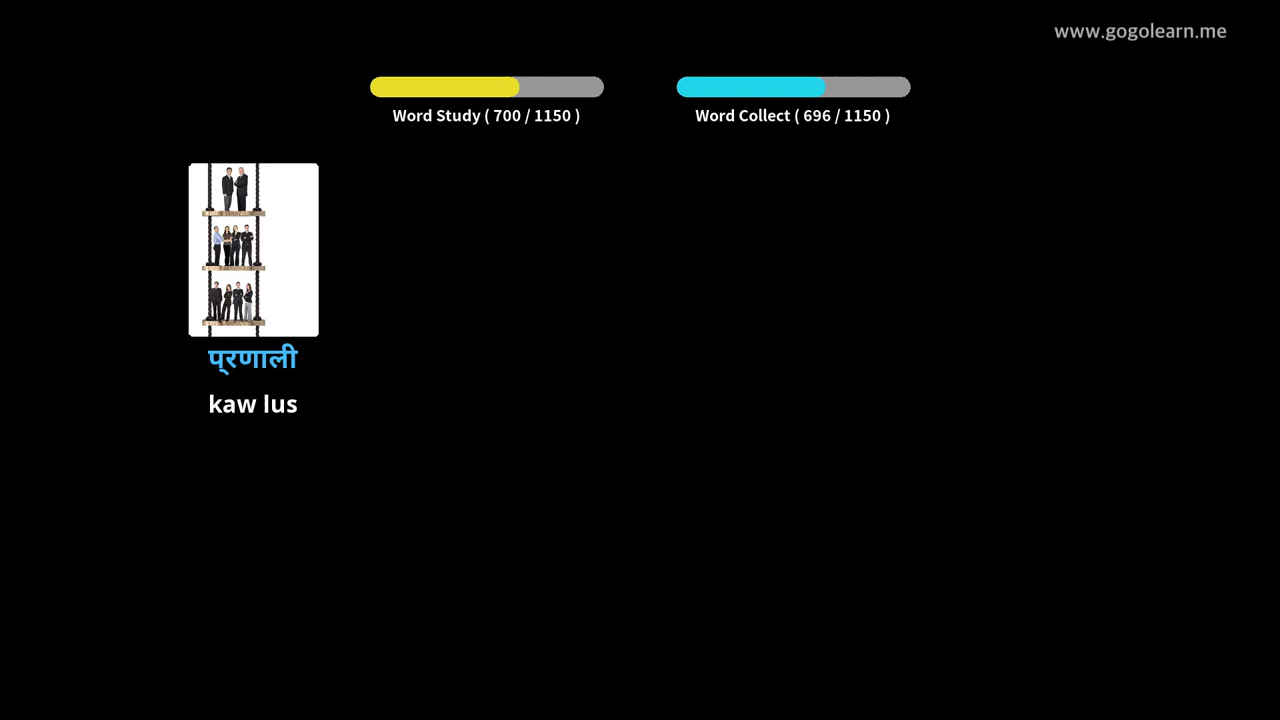 www.gogolearn.me
Word Study ( 700 / 1150 )
Word Collect ( 696 / 1150 )
प्रणाली
kaw lus